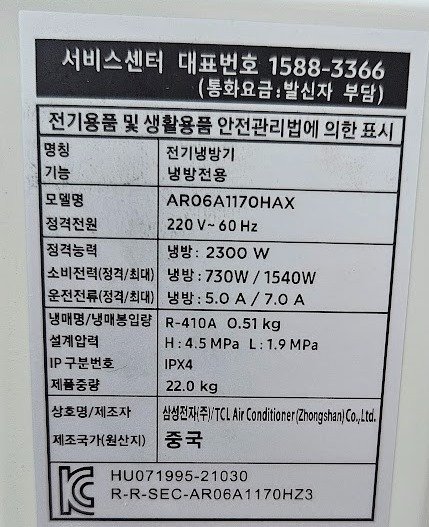 서비스센터 대표번호 1588-3366
(통화요금:발신자 부담)
전기용품 및 생활용품 안전관리법에 의한 표시
명칭 전기냉방기
기능 냉방전용
모델명 AR06A1170HAX
정격전원 220 V~ 60 Hz
정격능력 냉방: 2300 W
소비전력(정격/최대) 냉방: 730W / 1540W
운전전류(정격/최대) 냉방: 5.0 A / 7.0 A
냉매명/냉매봉입량 R-410A 0.51 kg
설계압력 H : 4.5 MPa L : 1.9 MPa
IP 구분번호 IPX4
제품중량 22.0 kg
상호명/제조자 삼성전자(주)/TCL Air Conditioner(Zhongshan) Co., Ltd.
제조국가(원산지) 중국
HU071995-21030
R-R-SEC-AR06A1170HZ3